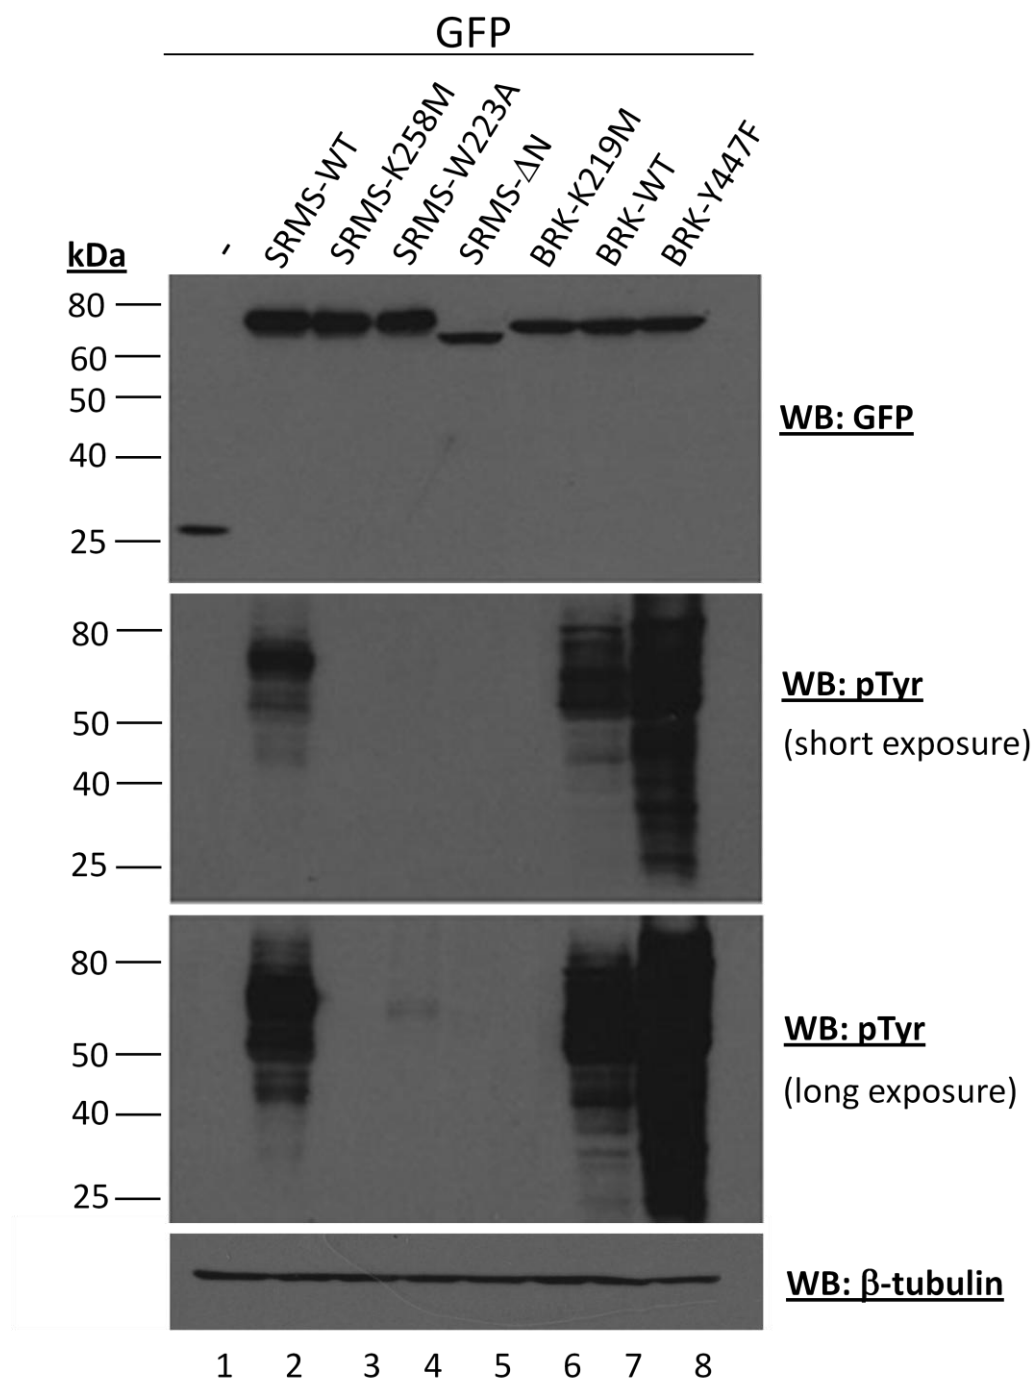 GFP
-
SRMS-WT
SRMS-K258M
SRMS-W223A
SRMS-ΔN
BRK-K219M
BRK-WT
BRK-Y447F
kDa
80
60
50
40
25
WB: GFP
80
50
40
25
WB: pTyr
(short exposure)
80
50
40
25
WB: pTyr
(long exposure)
WB: β-tubulin
1 2 3 4 5 6 7 8